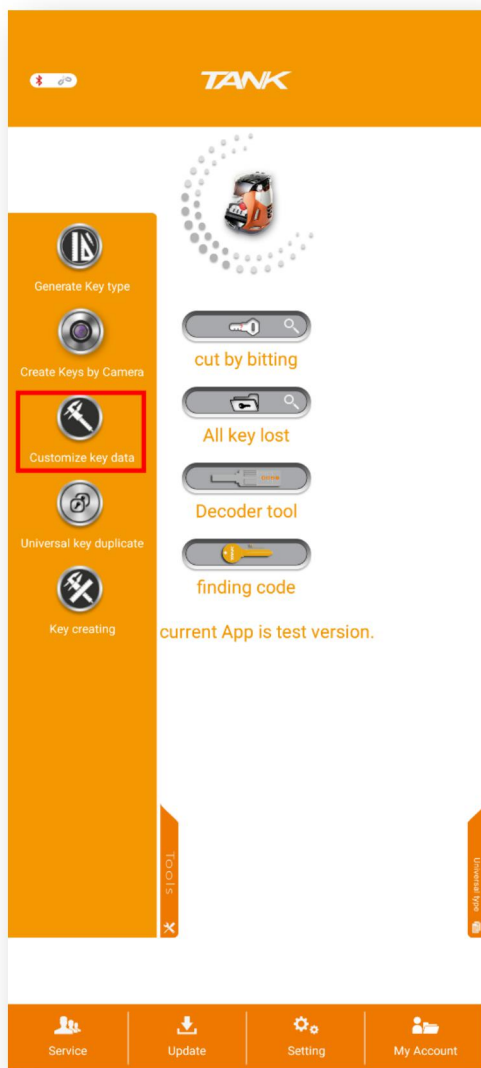 TANK
Generate Key type
Create Keys by Camera
Customize key data
Universal key duplicate
Key creating
cut by bitting
All key lost
Decoder tool
finding code
current App is test version.
Tools
Universal type
Service
Update
Setting
My Account